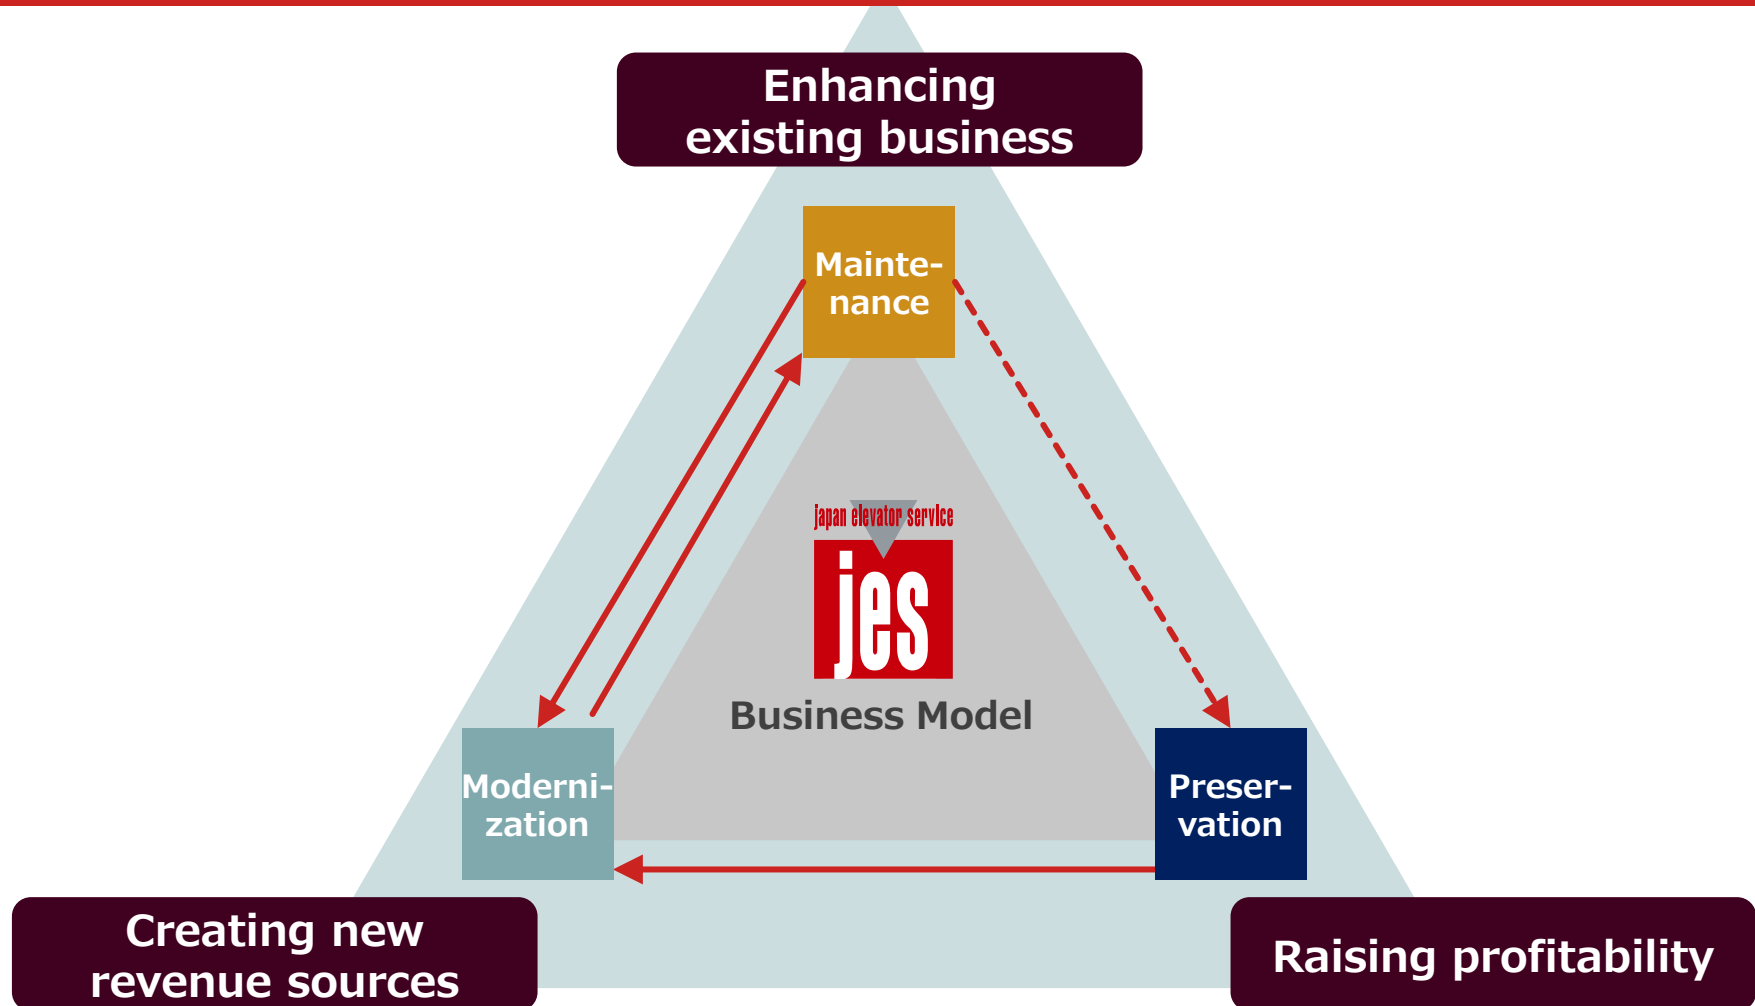 Enhancing
existing business
Mainte-
nance
japan elevator service
jes
Business Model
Moderni-
zation
Preser-
vation
Creating new
revenue sources
Raising profitability